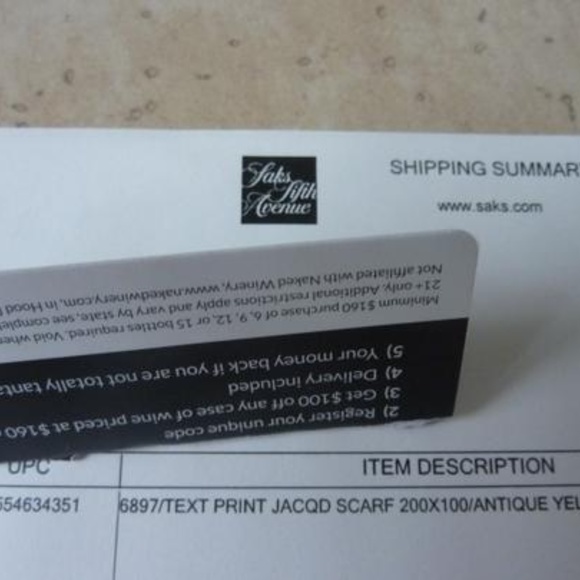 Saks
Fifth
Avenue
SHIPPING SUMMAR
www.saks.com
2) Register your unique code
3) Get $100 off any case of wine priced at $160
4) Delivery included
5) Your money back if you are not totally tanta
Minimum $160 purchase of 6, 9, 12, or 15 bottles required. Void where
21+ only. Additional restrictions apply and vary by state, see complet
Not affiliated with Naked Winery, www.nakedwinery.com, in Hood
UPC
ITEM DESCRIPTION
554634351
6897/TEXT PRINT JACQD SCARF 200X100/ANTIQUE YEL